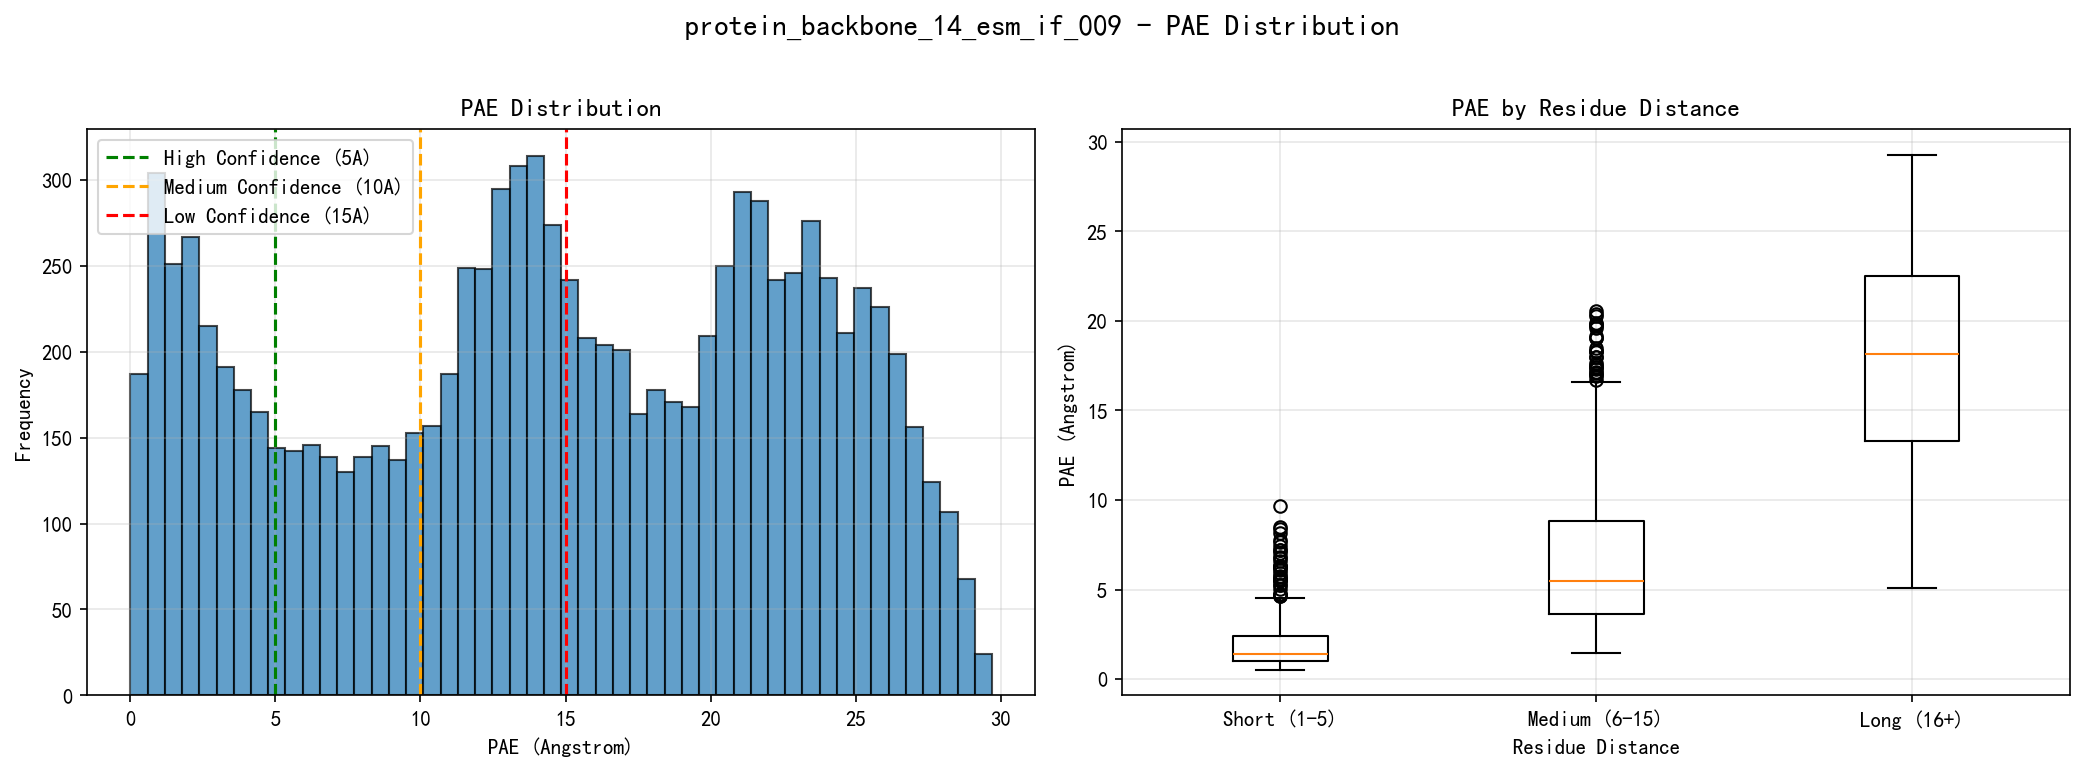 protein_backbone_14_esm_if_009 - PAE Distribution
PAE Distribution
High Confidence (5A)
Medium Confidence (10A)
Low Confidence (15A)
Frequency
300
250
200
150
100
50
0
0 5 10 15 20 25 30
PAE (Angstrom)
PAE by Residue Distance
PAE (Angstrom)
30
25
20
15
10
5
0
Short (1-5) Medium (6-15) Long (16+)
Residue Distance